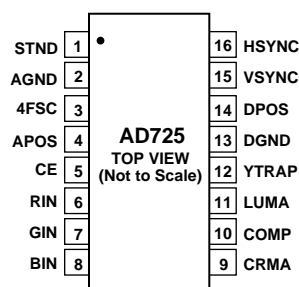 STND 1 16 HSYNC
AGND 2 15 VSYNC
4FSC 3 14 DPOS
APOS 4 13 DGND
AD725
TOP VIEW
(Not to Scale)
CE 5 12 YTRAP
RIN 6 11 LUMA
GIN 7 10 COMP
BIN 8 9 CRMA